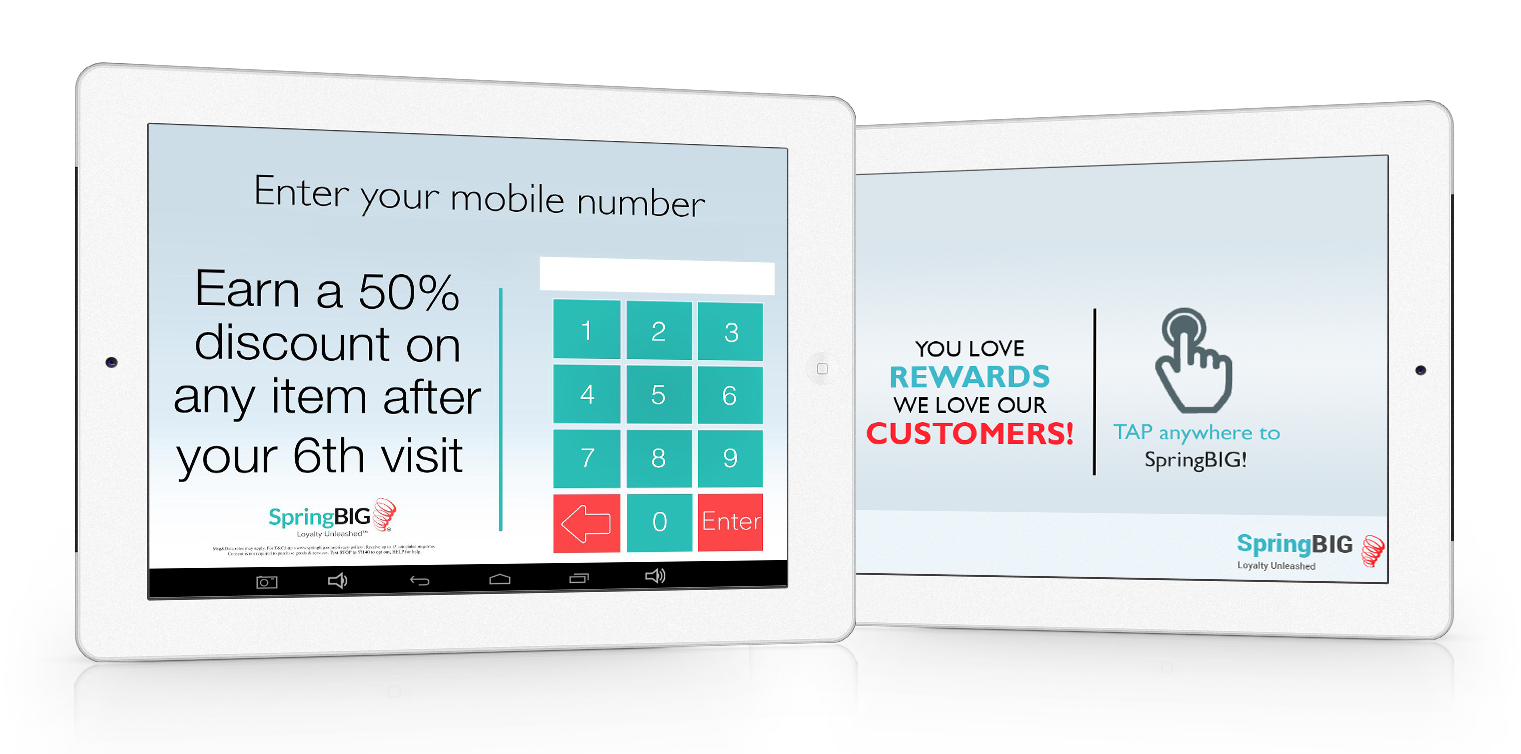 Enter your mobile number
Earn a 50%
discount on
any item after
your 6th visit
1 2 3
4 5 6
7 8 9
0 Enter
SpringBIG®
Loyalty Unleashed™
YOU LOVE
REWARDS
WE LOVE OUR
CUSTOMERS!
TAP anywhere to
SpringBIG!
SpringBIG
Loyalty Unleashed